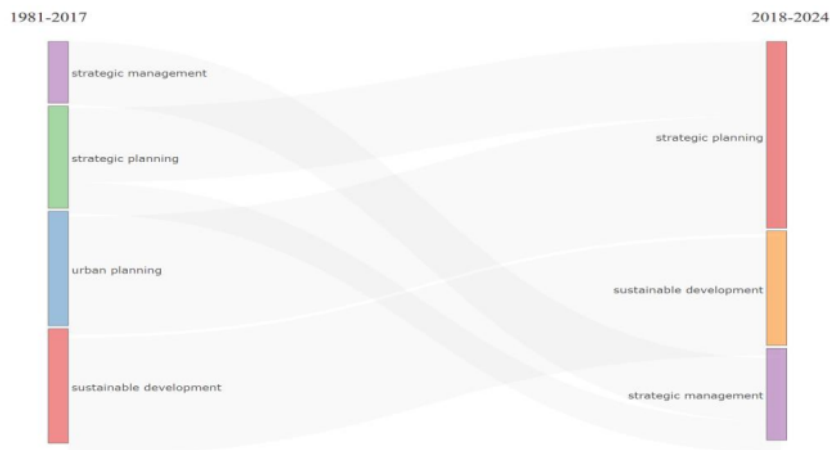 1981-2017
2018-2024
strategic management
strategic planning
urban planning
sustainable development
strategic planning
sustainable development
strategic management